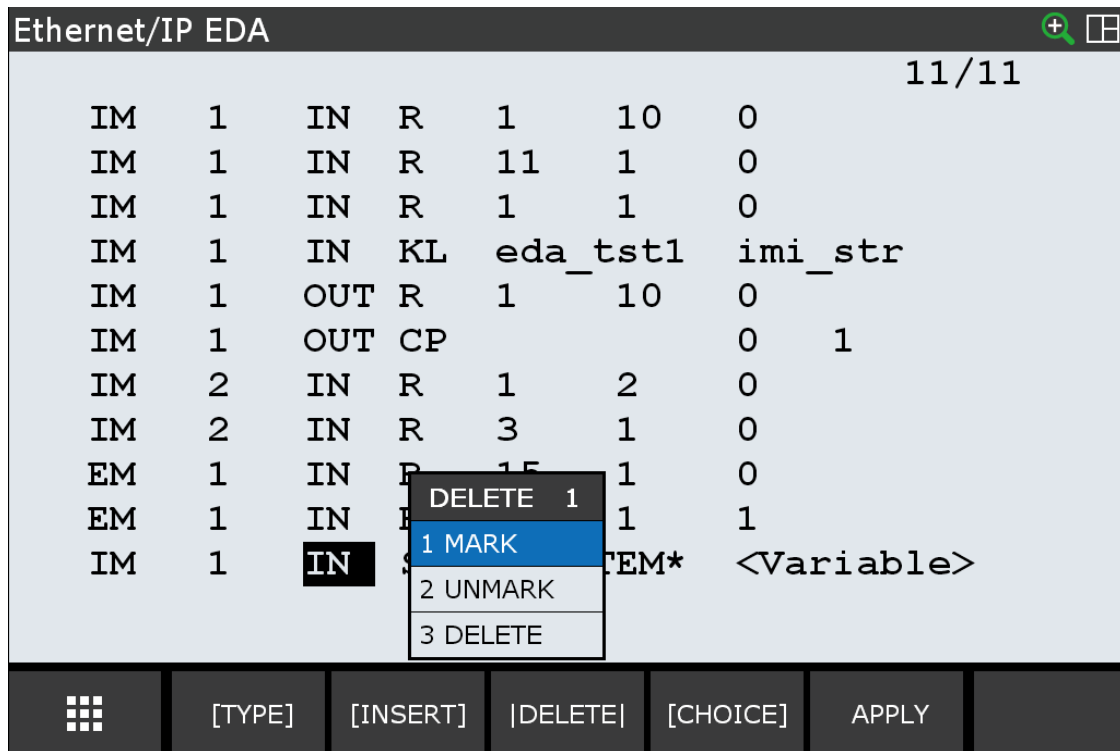 Ethernet/IP EDA
11/11
IM 1 IN R 1 10 0
IM 1 IN R 11 1 0
IM 1 IN R 1 1 0
IM 1 IN KL eda_tst1 imi_str
IM 1 OUT R 1 10 0
IM 1 OUT CP 0 1
IM 2 IN R 1 2 0
IM 2 IN R 3 1 0
EM 1 IN R 15 1 0
EM 1 IN 1 1
IM 1 IN TEM* <Variable>
DELETE 1
1 MARK
2 UNMARK
3 DELETE
[TYPE] [INSERT] |DELETE| [CHOICE] APPLY